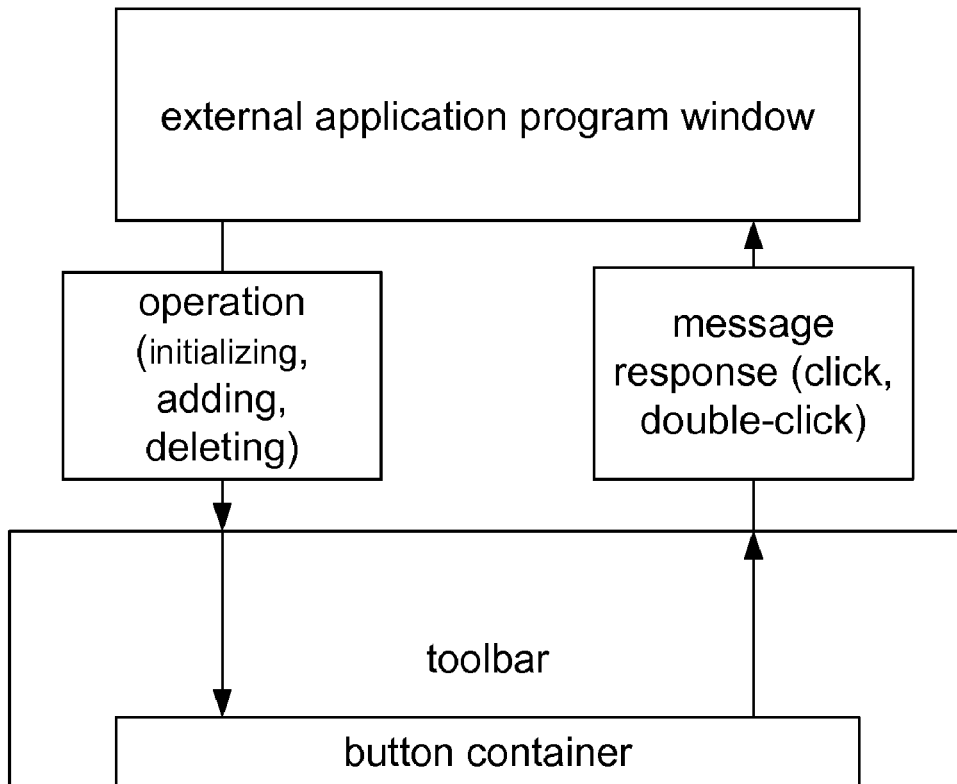 external application program window
operation
(initializing,
adding,
deleting)
message
response (click,
double-click)
toolbar
button container